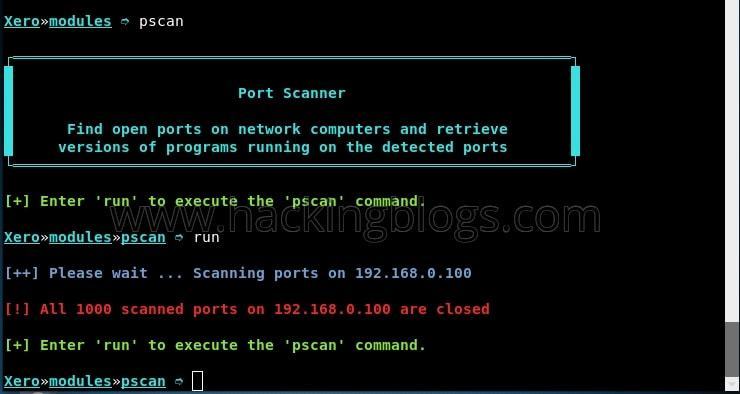 Xero»modules ➩ pscan
Port Scanner
Find open ports on network computers and retrieve
versions of programs running on the detected ports
[+] Enter 'run' to execute the 'pscan' command.
www.hackingblogs.com
Xero»modules»pscan ➩ run
[++] Please wait ... Scanning ports on 192.168.0.100
[!] All 1000 scanned ports on 192.168.0.100 are closed
[+] Enter 'run' to execute the 'pscan' command.
Xero»modules»pscan ➩